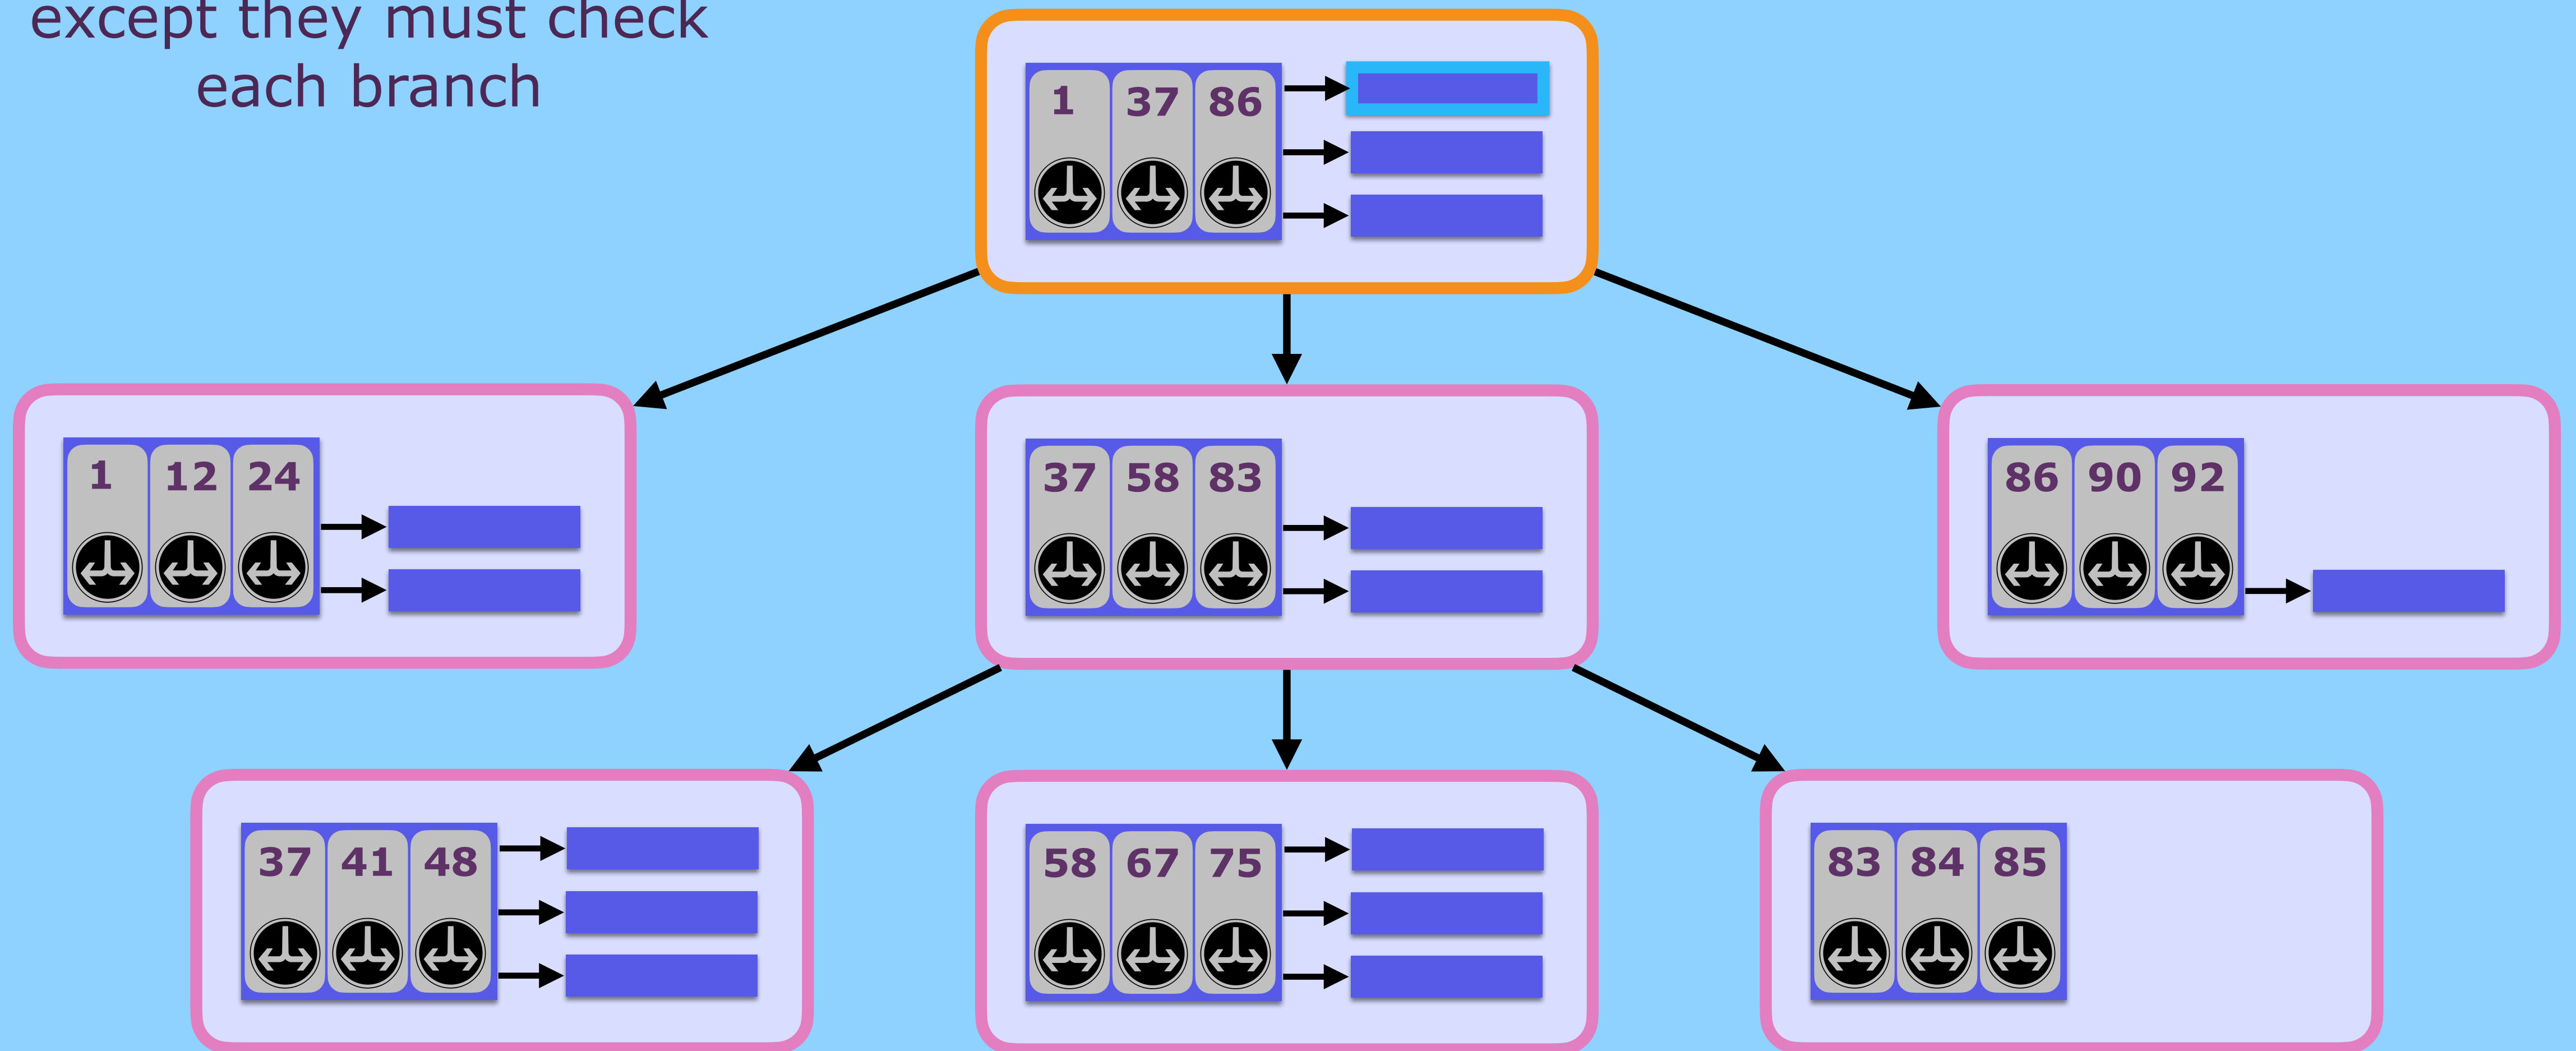 except they must check
each branch
1 37 86
1 12 24
37 58 83
86 90 92
37 41 48
58 67 75
83 84 85